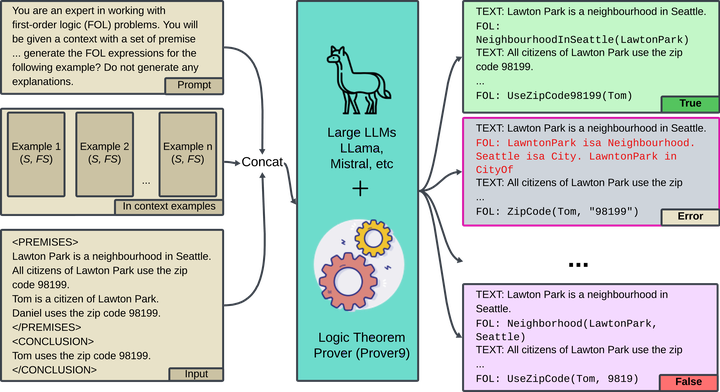 You are an expert in working with
first-order logic (FOL) problems. You will
be given a context with a set of premise
... generate the FOL expressions for the
following example? Do not generate any
explanations.
Prompt
Example 1
(S, FS)
Example 2
(S, FS)
...
Example n
(S, FS)
In context examples
<PREMISES>
Lawton Park is a neighbourhood in Seattle.
All citizens of Lawton Park use the zip
code 98199.
Tom is a citizen of Lawton Park.
Daniel uses the zip code 98199.
</PREMISES>
<CONCLUSION>
Tom uses the zip code 98199.
</CONCLUSION>
Input
Concat
Large LLMs
LLama,
Mistral, etc
+
Logic Theorem
Prover (Prover9)
TEXT: Lawton Park is a neighbourhood in Seattle.
FOL:
NeighbourhoodInSeattle(LawtonPark)
TEXT: All citizens of Lawton Park use the zip
code 98199.
...
FOL: UseZipCode98199(Tom)
True
TEXT: Lawton Park is a neighbourhood in Seattle.
FOL: LawntonPark isa Neighbourhood.
Seattle isa City. LawntonPark in
CityOf
TEXT: All citizens of Lawton Park use the zip
...
FOL: ZipCode(Tom, "98199")
Error
...
TEXT: Lawton Park is a neighbourhood in
Seattle.
FOL: Neighborhood(LawtonPark,
Seattle)
TEXT: All citizens of Lawton Park use the zip
...
FOL: UseZipCode(Tom, 9819)
False